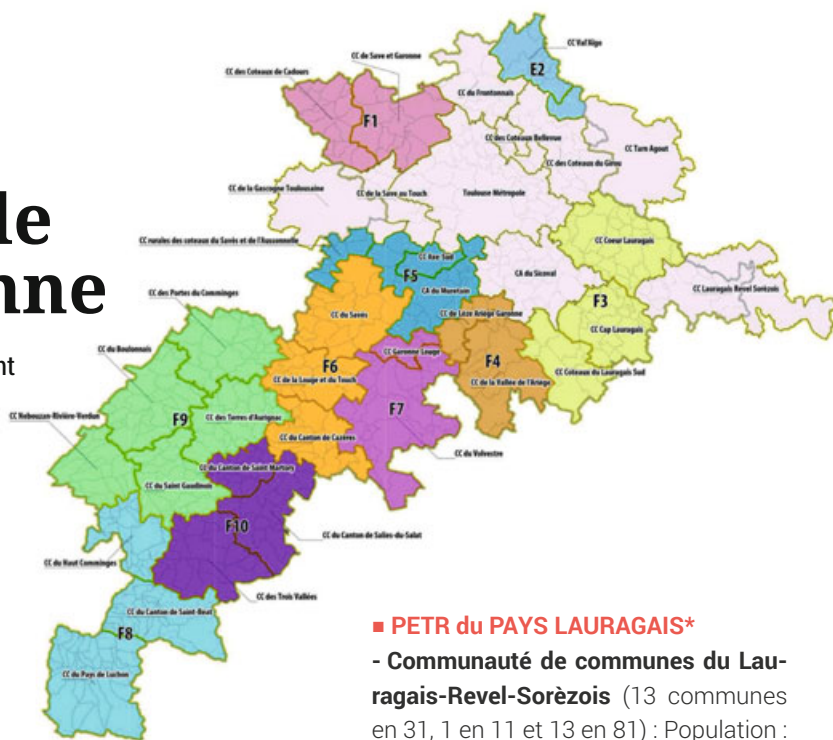 le
nne
nt
CC Val'Aïgo
E2
CC de Save et Garonne
CC des Coteaux de Cadours
CC du Frontonnais
F1
CC des Coteaux Bellevue
CC Tarn Agout
CC des Coteaux du Girou
CC de la Gascogne Toulousaine
CC de la Save au Touch
Toulouse Métropole
CC rurales des coteaux du Savès et de l'Aussonnelle
CC Axe Sud
CC Coeur Lauragais
F5
CA du Sicoval
CC Lauragais Revel Sorèzois
CA du Muretain
CC des Portes du Comminges
F3
CC du Savès
CC de Lèze Ariège Garonne
CC Cap Lauragais
CC du Boulonnais
CC Garonne Louge
F6
F4
CC Coteaux du Lauragais Sud
CC de la Louge et du Touch
CC de la Vallée de l'Ariège
CC Nebouzan-Rivière-Verdun
F9
CC des Terres d'Aurignac
F7
CC du Canton de Cazères
CC du Volvestre
CC du Canton de Saint Martory
CC du Saint Gaudinois
F10
CC du Canton de Salies-du-Salat
CC du Haut Comminges
CC des Trois Vallées
CC du Canton de Saint-Beat
F8
CC du Pays de Luchon
■ PETR du PAYS LAURAGAIS*
- Communauté de communes du Lau-
ragais-Revel-Sorèzois (13 communes
en 31, 1 en 11 et 13 en 81) : Population :